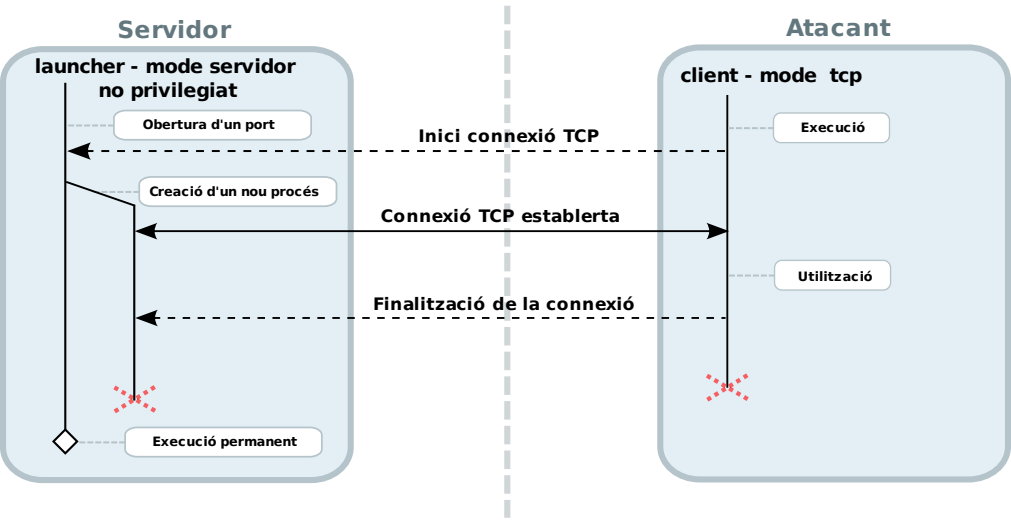 Servidor
Atacant
launcher - mode servidor
no privilegiat
client - mode  tcp
Obertura d'un port
Execució
Inici connexió TCP
Creació d'un nou procés
Connexió TCP establerta
Utilització
Finalització de la connexió
Execució permanent